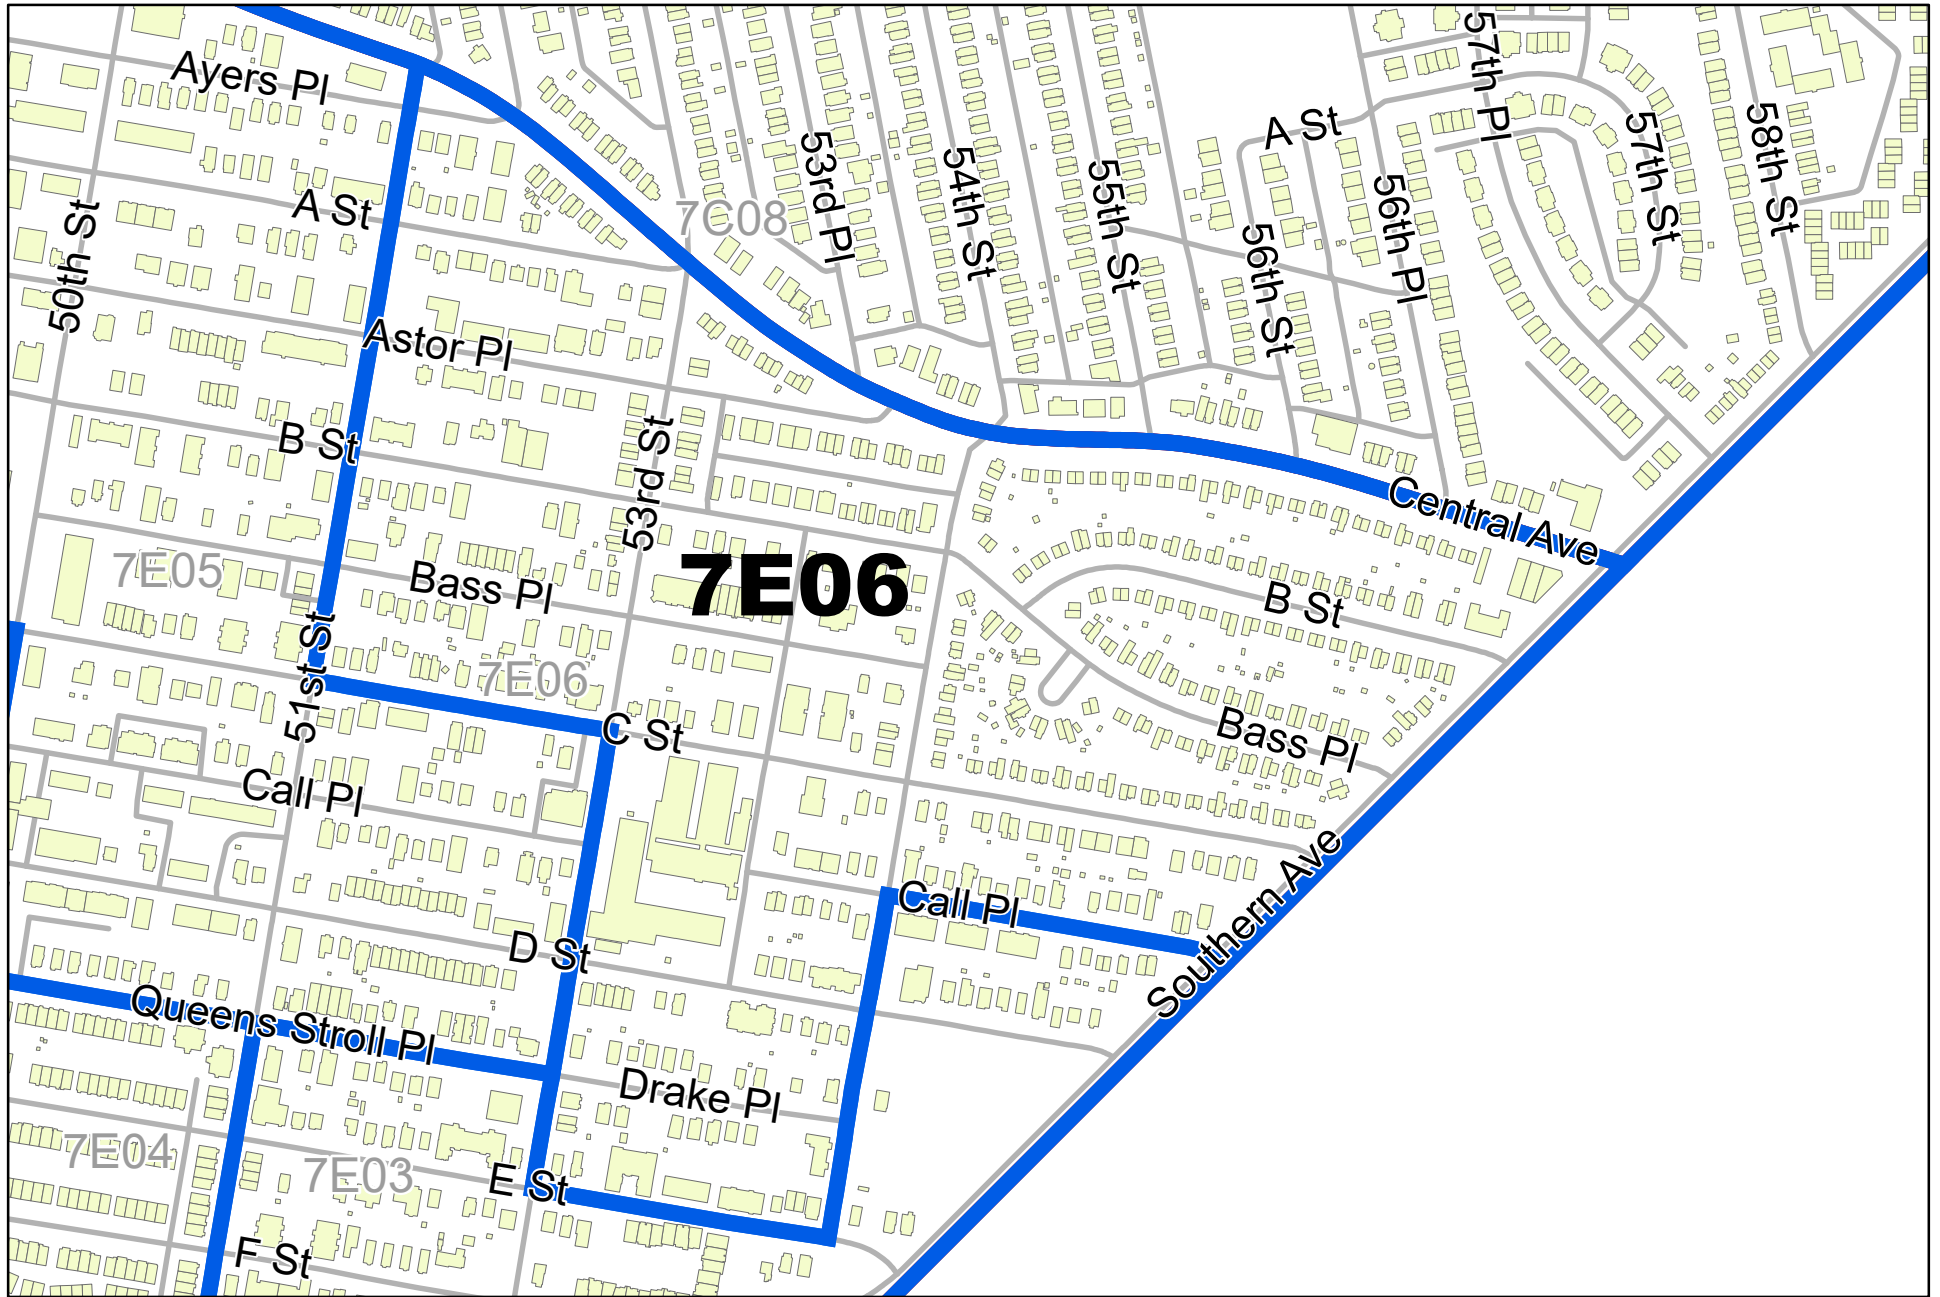 57th Pl
Ayers Pl
A St
58th St
57th St
53rd Pl
54th St
55th St
56th Pl
A St
50th St
7C08
56th St
Astor Pl
B St
53rd St
Central Ave
7E05
Bass Pl
7E06
B St
51st St
7E06
C St
Bass Pl
Call Pl
Southern Ave
Call Pl
D St
Queens Stroll Pl
Drake Pl
7E04
7E03
E St
F St